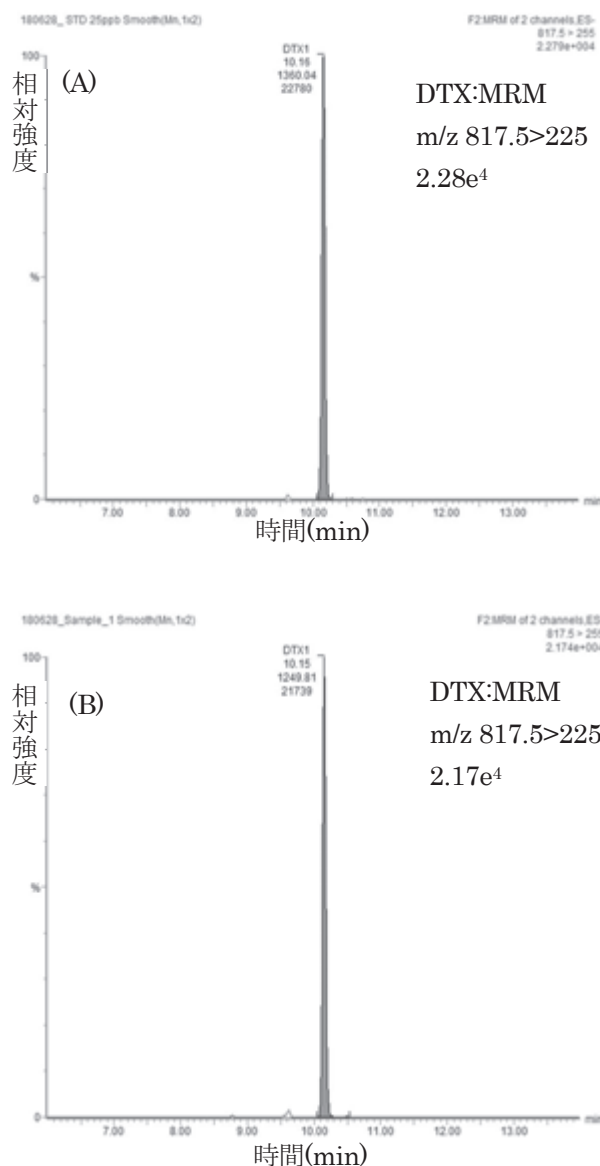 180628_ STD 25ppb Smooth(Mn,1x2)
F2:MRM of 2 channels,ES-
817.5 > 255
2.279e+004
100
相対強度
(A)
DTX1
10.16
1360.04
22780
DTX:MRM
m/z 817.5>225
2.28e⁴
%
0
7.00 8.00 9.00 10.00 11.00 12.00 13.00 min
時間(min)
180628_Sample_1 Smooth(Mn,1x2)
F2:MRM of 2 channels,ES
817.5 > 255
2.174e+004
100
相対強度
(B)
DTX1
10.15
1249.81
21739
DTX:MRM
m/z 817.5>225
2.17e⁴
%
0
7.00 8.00 9.00 10.00 11.00 12.00 13.00 min
時間(min)